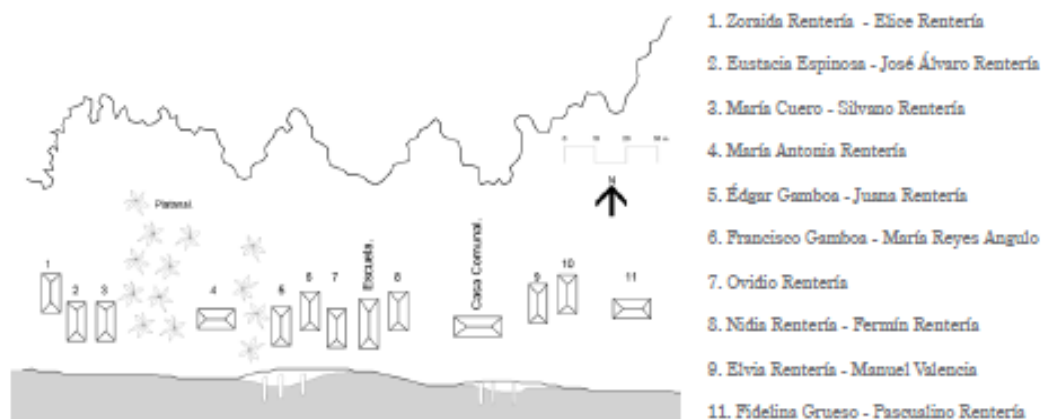 1. Zoraida Rentería - Elice Rentería
2. Eustacia Espinosa - José Álvaro Rentería
3. María Cuero - Silvano Rentería
4. María Antonia Rentería
5. Édgar Gamboa - Juana Rentería
6. Francisco Gamboa - María Reyes Angulo
7. Ovidio Rentería
8. Nidia Rentería - Fermín Rentería
9. Elvia Rentería - Manuel Valencia
11. Fidelina Grueso - Pascualino Rentería
N
Platanal.
Escuela.
Casa Comunal.
1
2
3
4
5
6
7
8
9
10
11